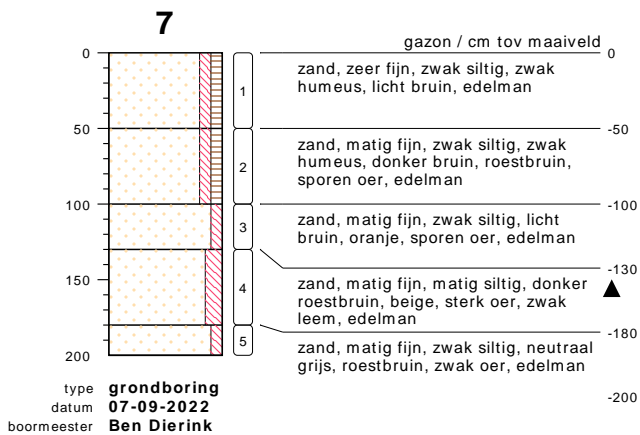 7
gazon / cm tov maaiveld
0
0
zand, zeer fijn, zwak siltig, zwak
humeus, licht bruin, edelman
1
50
-50
zand, matig fijn, zwak siltig, zwak
humeus, donker bruin, roestbruin,
sporen oer, edelman
2
100
-100
zand, matig fijn, zwak siltig, licht
bruin, oranje, sporen oer, edelman
3
-130
150
zand, matig fijn, matig siltig, donker
roestbruin, beige, sterk oer, zwak
leem, edelman
4
-180
zand, matig fijn, zwak siltig, neutraal
grijs, roestbruin, zwak oer, edelman
5
200
-200
type grondboring
datum 07-09-2022
boormeester Ben Dierink